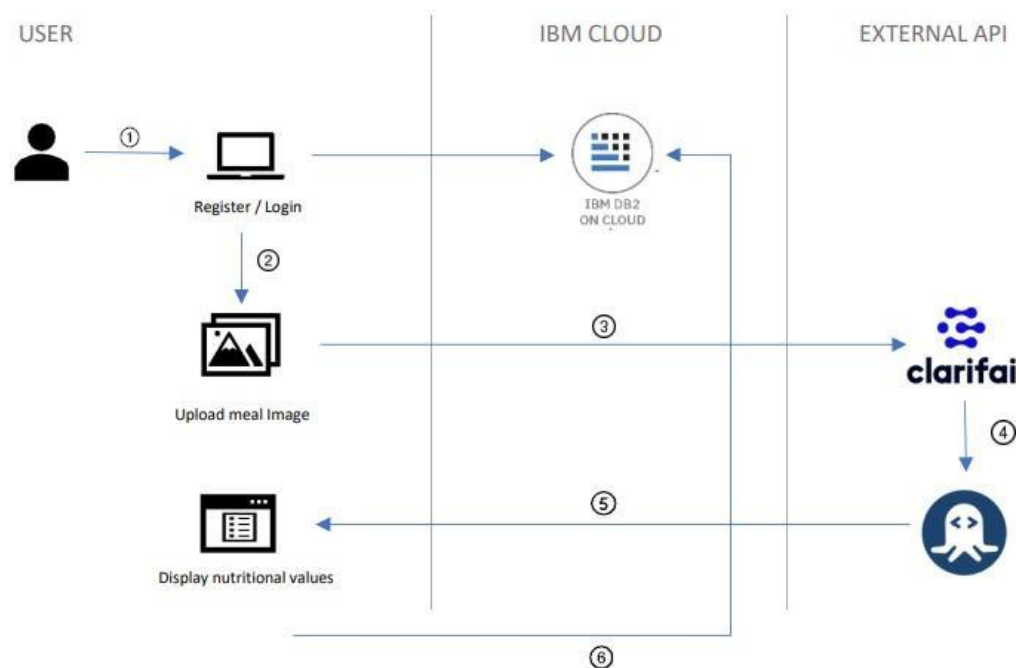 USER
IBM CLOUD
EXTERNAL API
①
Register / Login
IBM DB2
ON CLOUD
②
③
clarifai
Upload meal Image
④
⑤
Display nutritional values
⑥